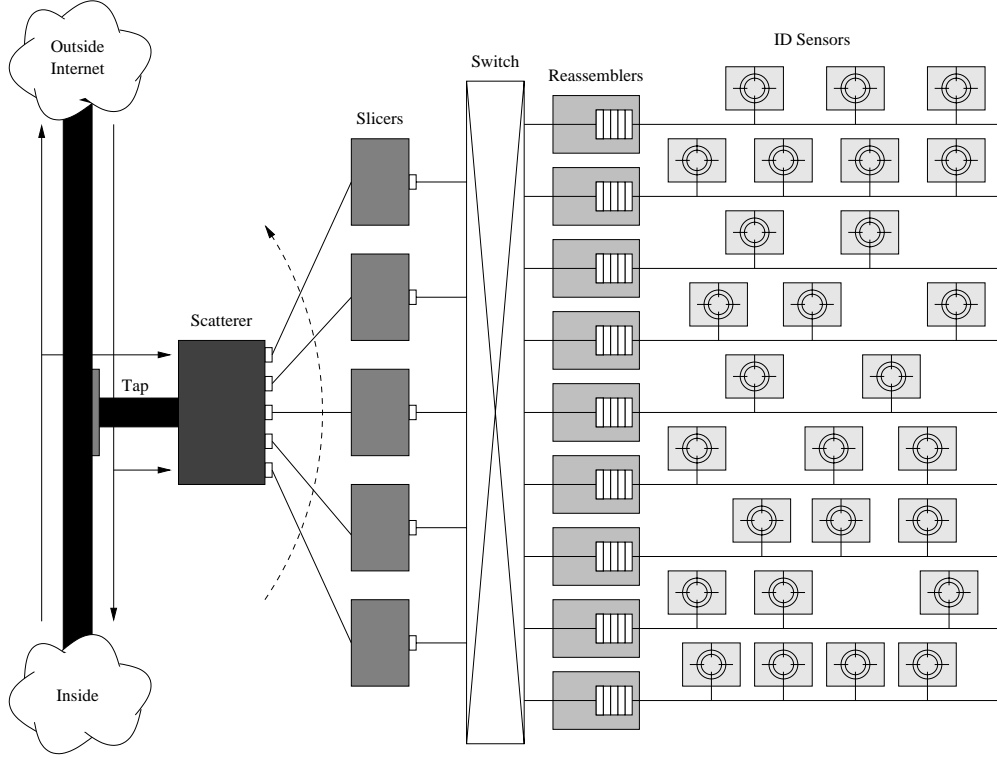 Outside
Internet
ID Sensors
Switch
Reassemblers
Slicers
Scatterer
Tap
Inside